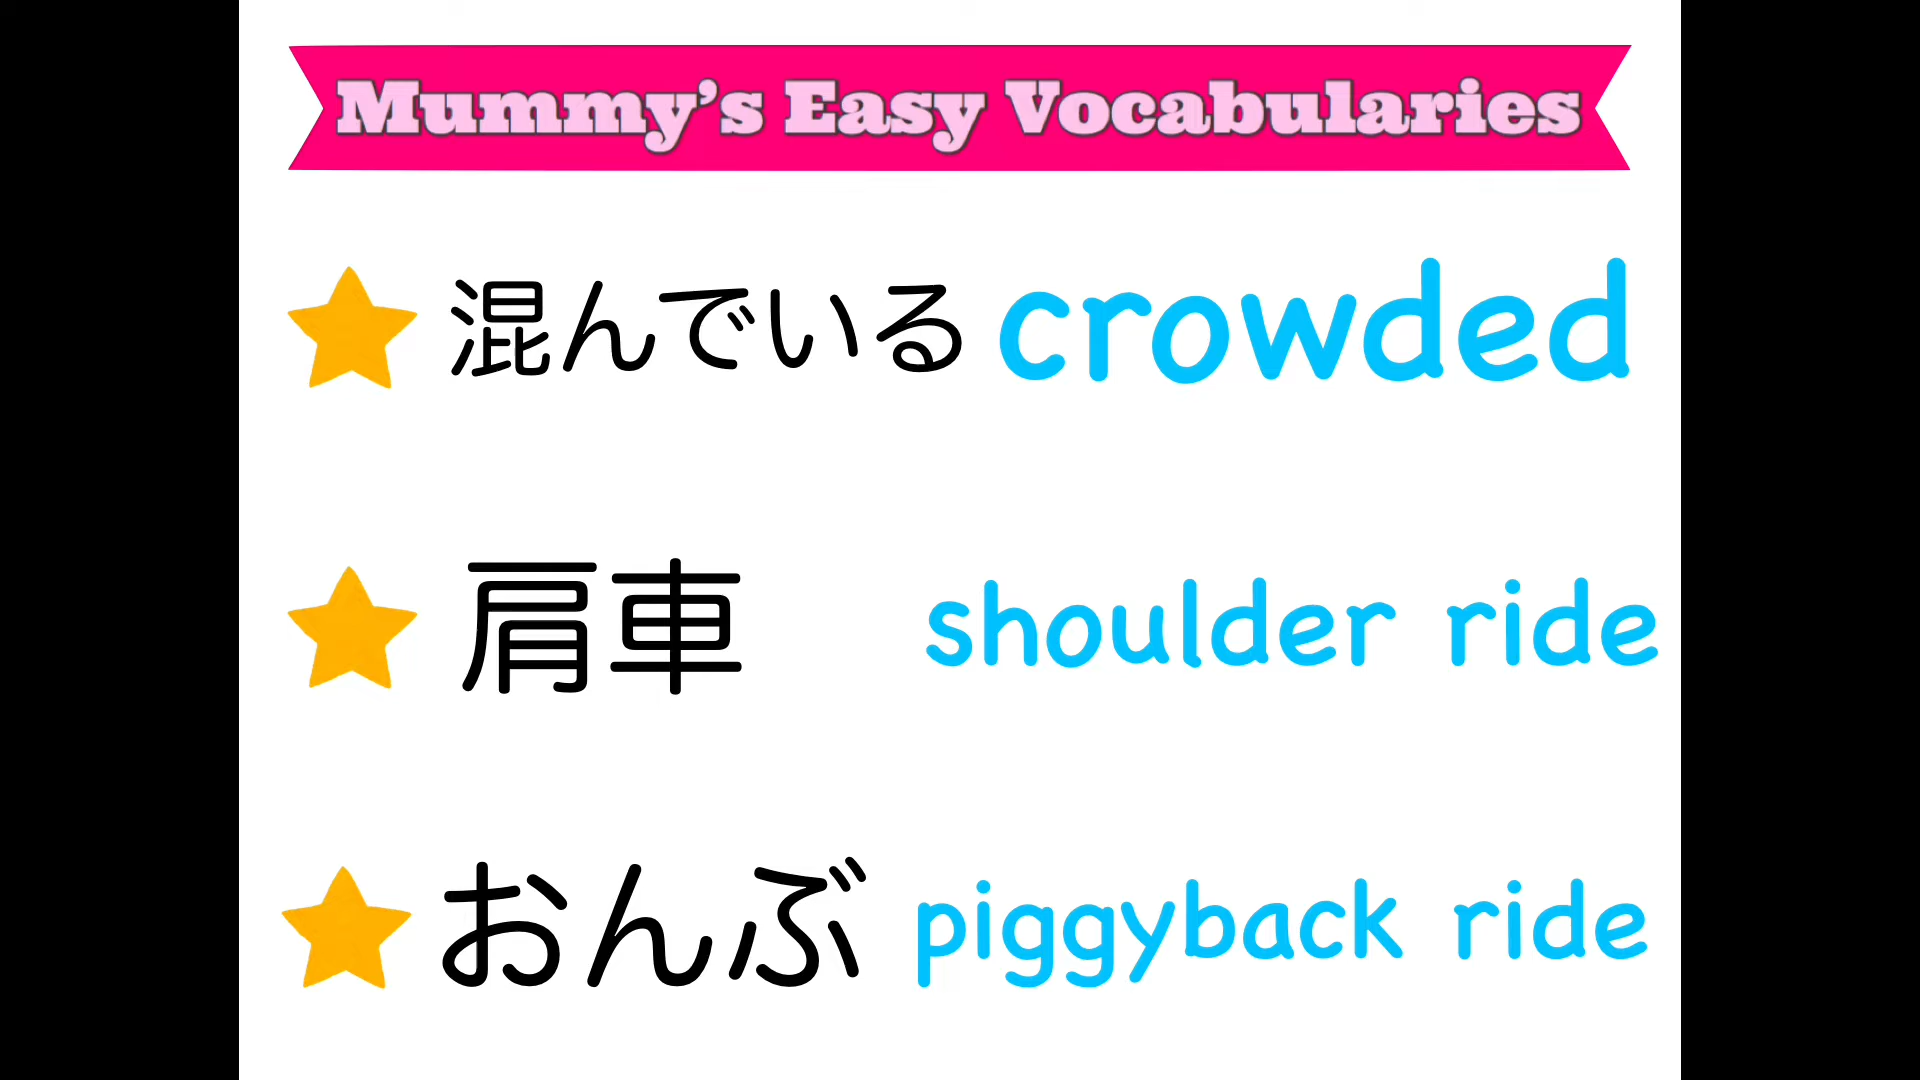 Mummy's Easy Vocabularies
混んでいる crowded
肩車 shoulder ride
おんぶ piggyback ride